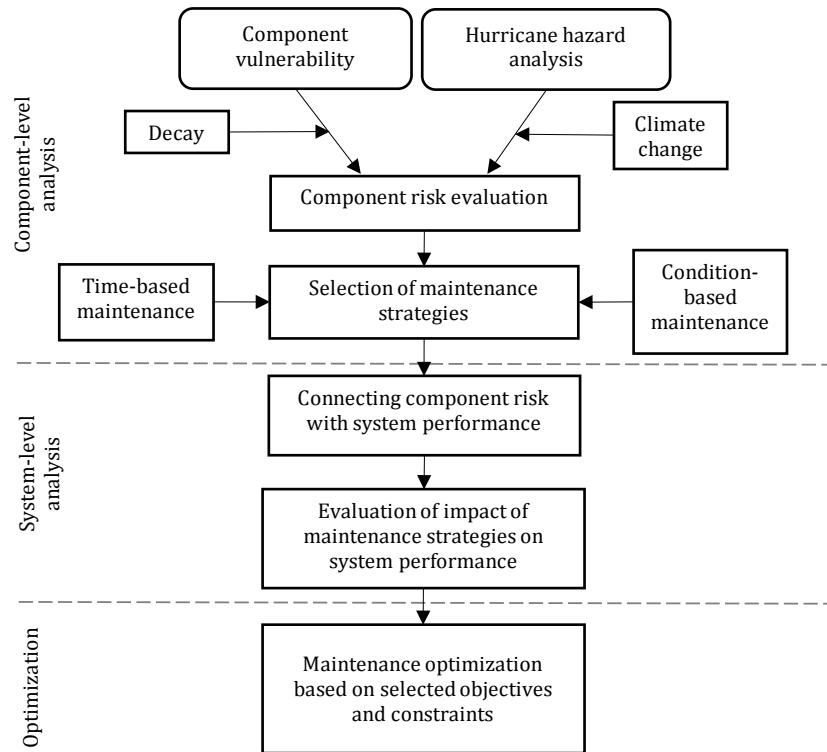 Component
vulnerability
Hurricane hazard
analysis
Decay
Climate
change
Component risk evaluation
Component-level
analysis
Time-based
maintenance
Selection of maintenance
strategies
Condition-
based
maintenance
Connecting component risk
with system performance
System-level
analysis
Evaluation of impact of
maintenance strategies on
system performance
Optimization
Maintenance optimization
based on selected objectives
and constraints